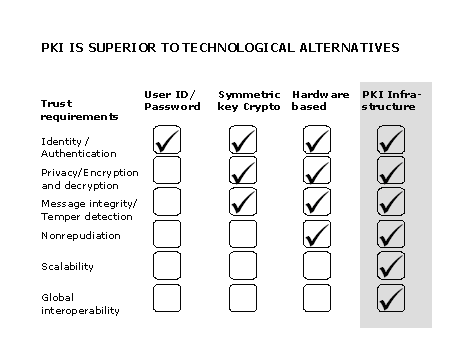 PKI IS SUPERIOR TO TECHNOLOGICAL ALTERNATIVES
Trust
requirements
User ID/
Password
Symmetric
key Crypto
Hardware
based
PKI Infra-
structure
Identity /
Authentication
Privacy/Encryption
and decryption
Message integrity/
Temper detection
Nonrepudiation
Scalability
Global
interoperability